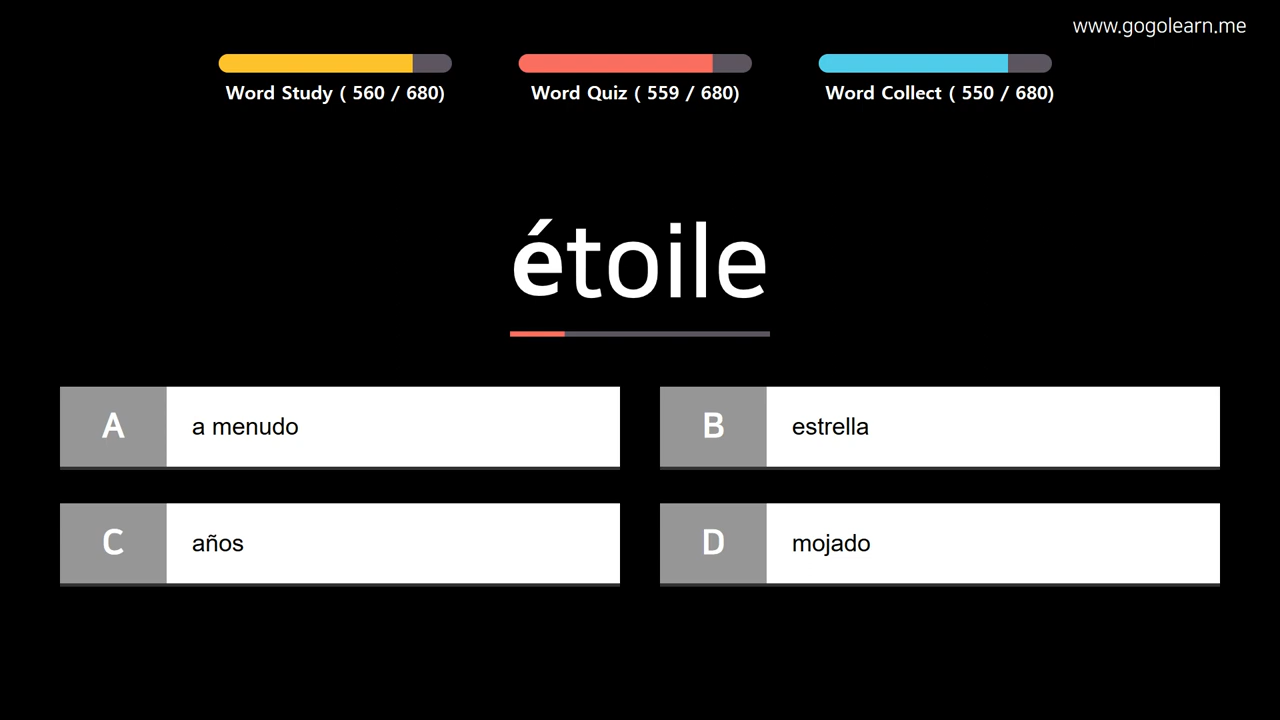 www.gogolearn.me
Word Study ( 560 / 680)
Word Quiz ( 559 / 680)
Word Collect ( 550 / 680)
étoile
A a menudo
B estrella
C años
D mojado